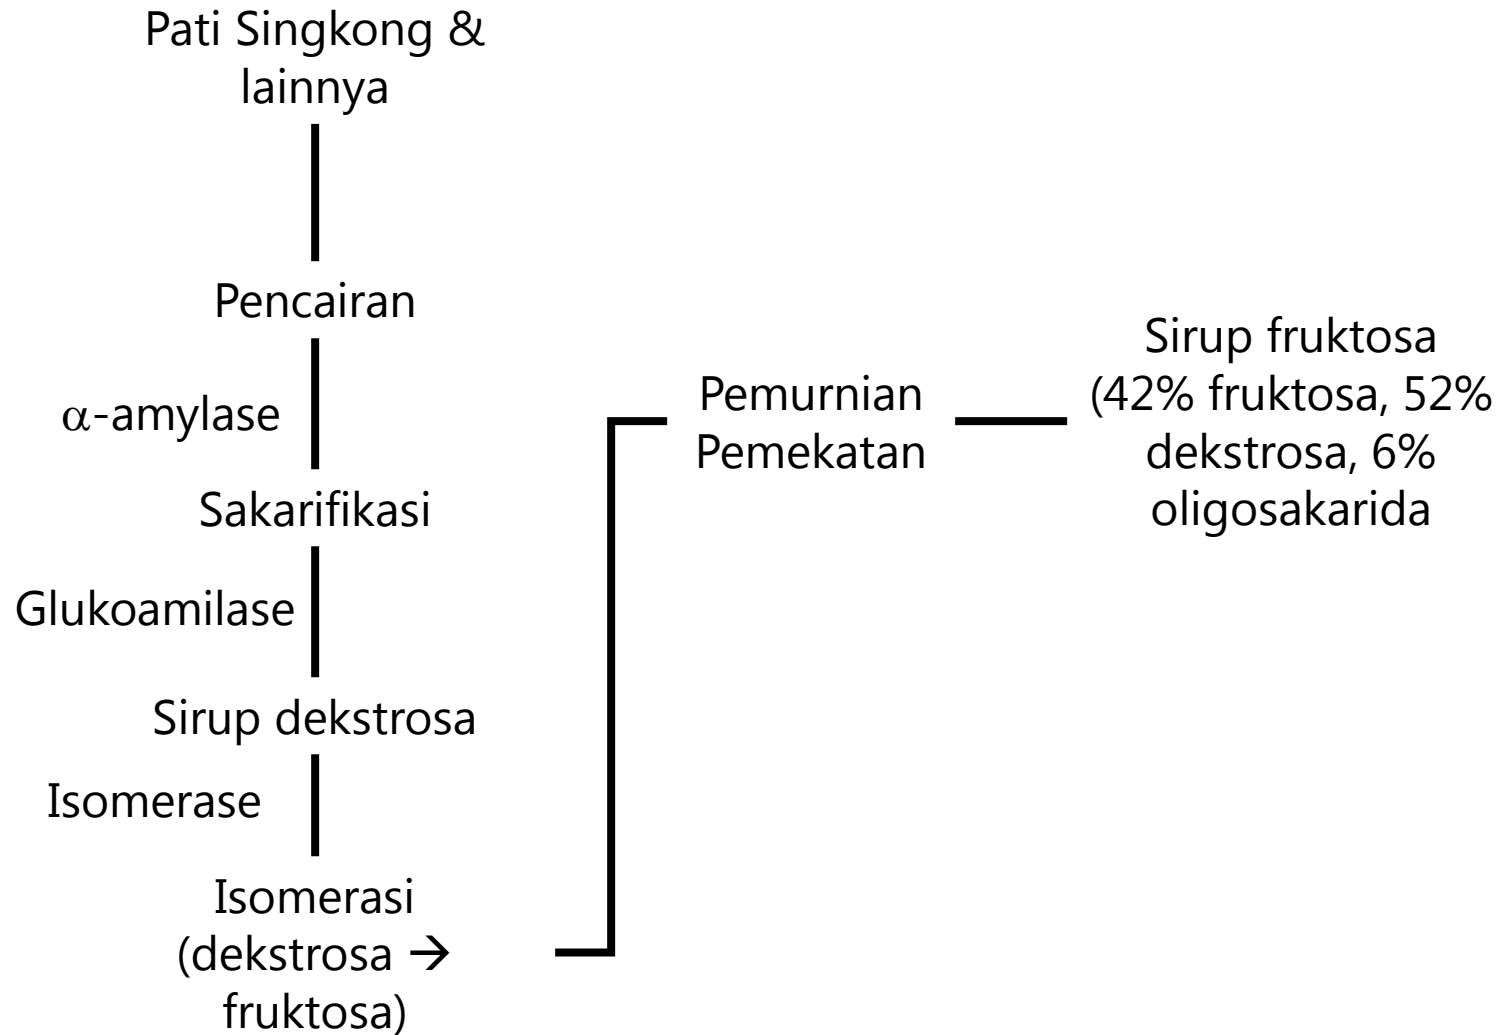 Pati Singkong &
lainnya
Pencairan
α-amylase
Sakarifikasi
Glukoamilase
Sirup dekstrosa
Isomerase
Isomerasi
(dekstrosa →
fruktosa)
Pemurnian
Pemekatan
Sirup fruktosa
(42% fruktosa, 52%
dekstrosa, 6%
oligosakarida